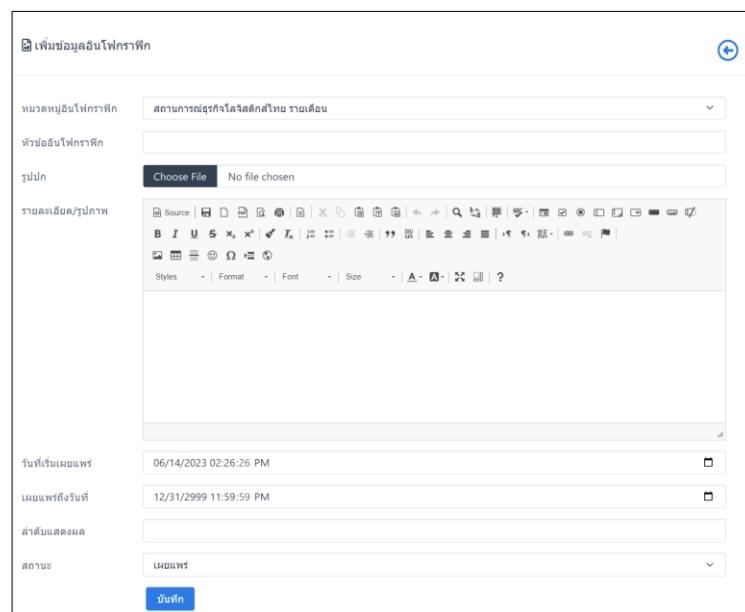 เพิ่มข้อมูลอินโฟกราฟิก
หมวดหมู่อินโฟกราฟิก สถานการณ์ธุรกิจโลจิสติกส์ไทย รายเดือน
หัวข้ออินโฟกราฟิก
รูปปก Choose File No file chosen
รายละเอียด/รูปภาพ Source
B I U S x₂ x² Tx
Ω
Styles Format Font Size A A ?
วันที่เริ่มเผยแพร่ 06/14/2023 02:26:26 PM
เผยแพร่ถึงวันที่ 12/31/2999 11:59:59 PM
ลำดับแสดงผล
สถานะ เผยแพร่
บันทึก